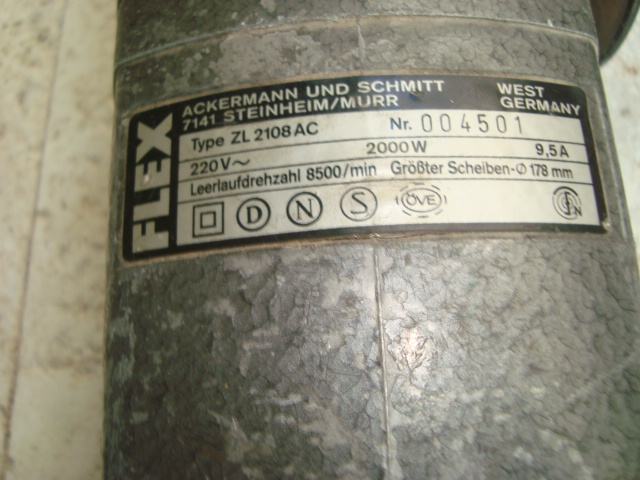 FLEX
ACKERMANN UND SCHMITT
7141 STEINHEIM/MURR
WEST
GERMANY
Type ZL 2108 AC Nr. 004501
220V~ 2000W 9,5A
Leerlaufdrehzahl 8500/min Größter Scheiben-Ø 178 mm
D N S ÖVE